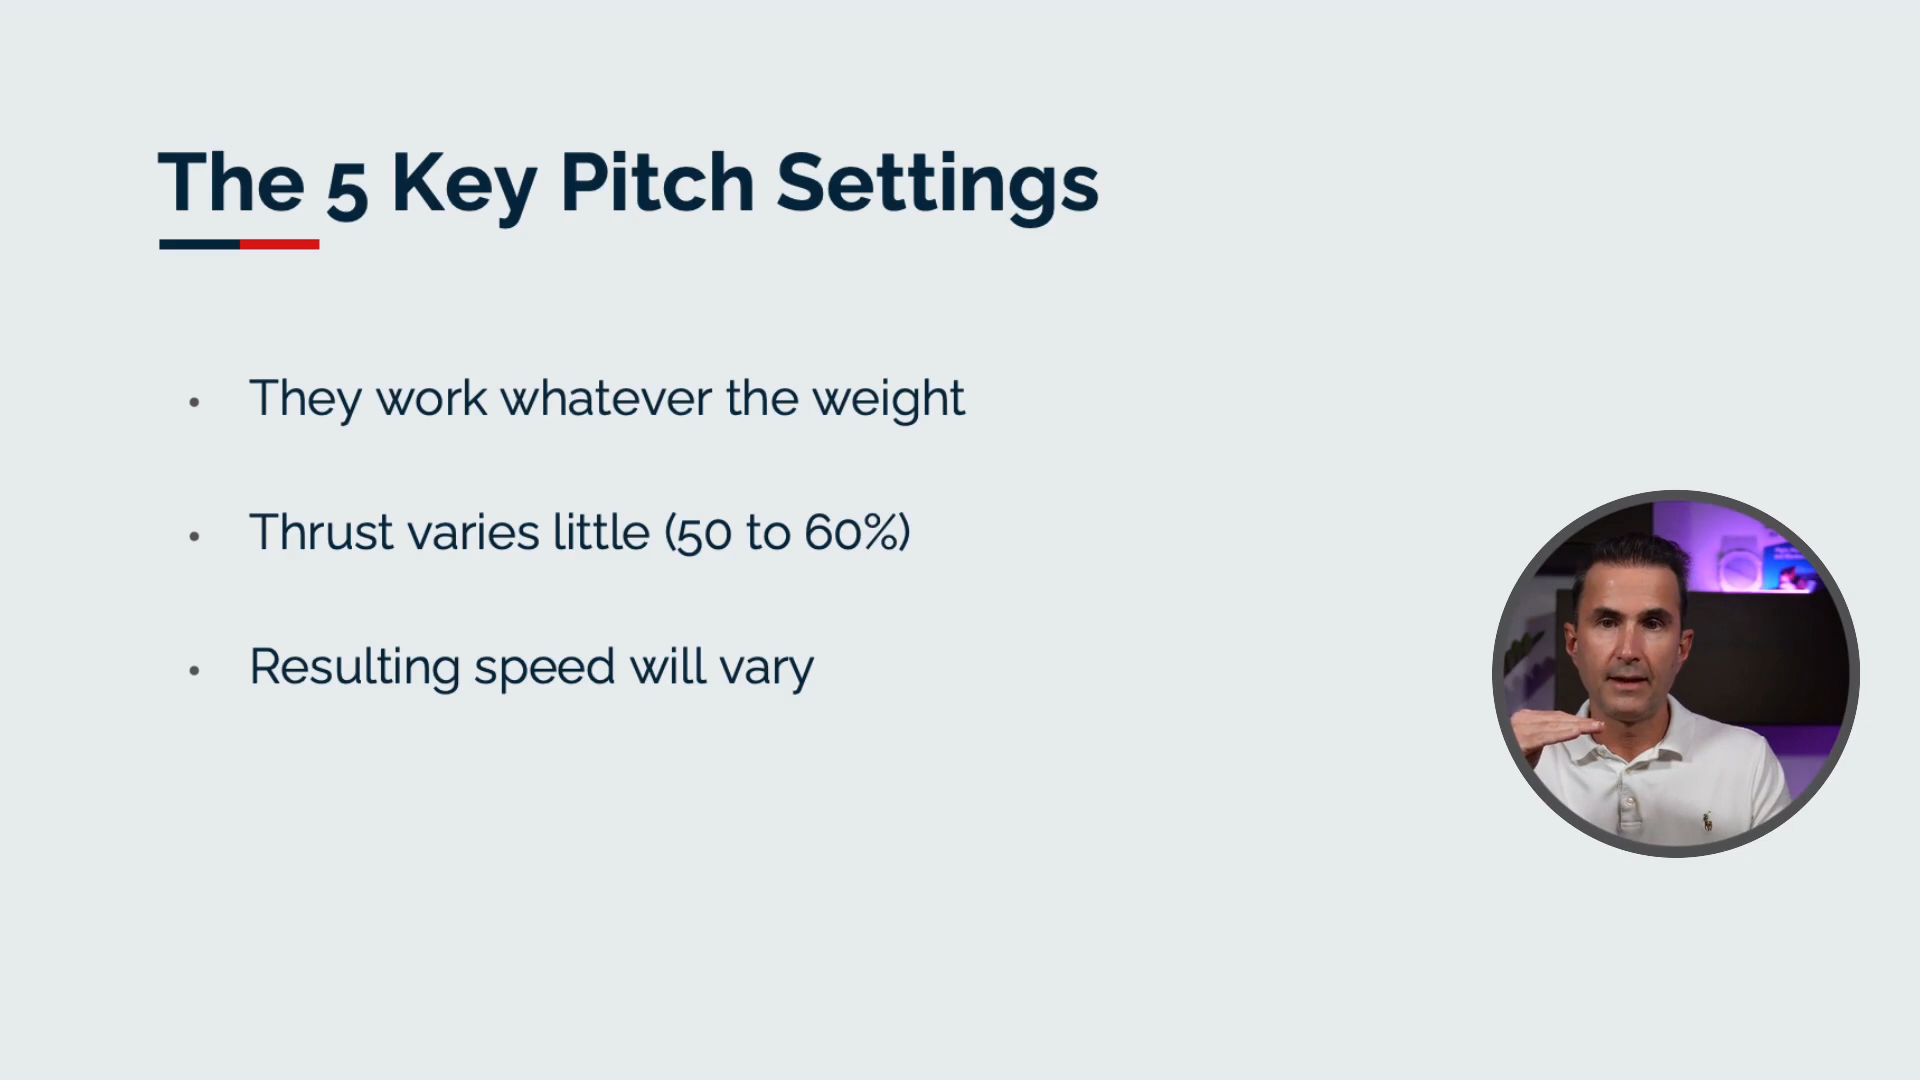 The 5 Key Pitch Settings
• They work whatever the weight
• Thrust varies little (50 to 60%)
• Resulting speed will vary